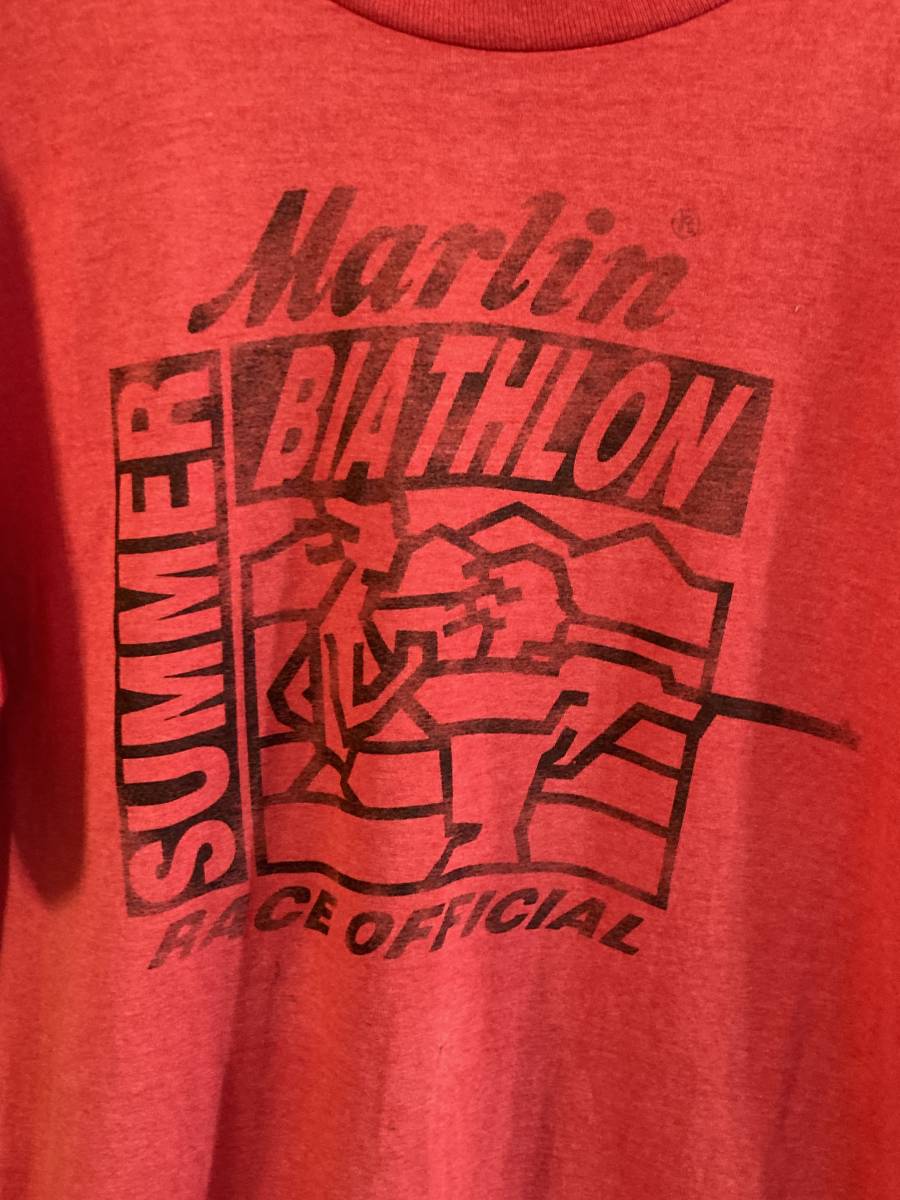 Marlin®
SUMMER
BIATHLON
RACE OFFICIAL